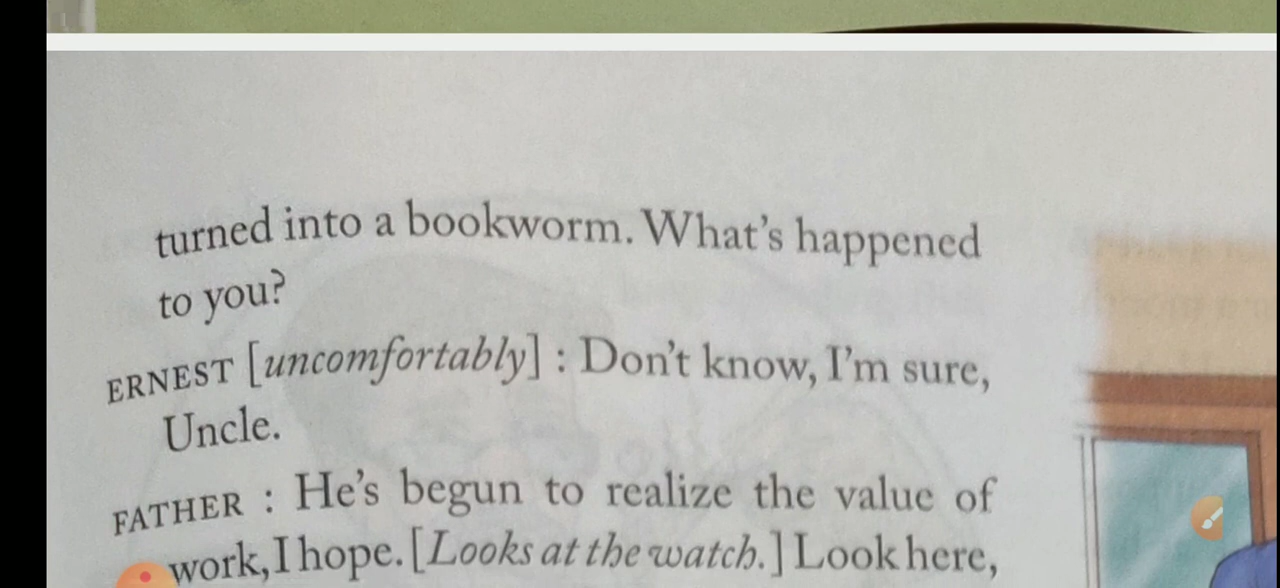 turned into a bookworm. What's happened
to you?
ERNEST [uncomfortably] : Don't know, I'm sure,
Uncle.
FATHER : He's begun to realize the value of
work, I hope. [Looks at the watch.] Look here,